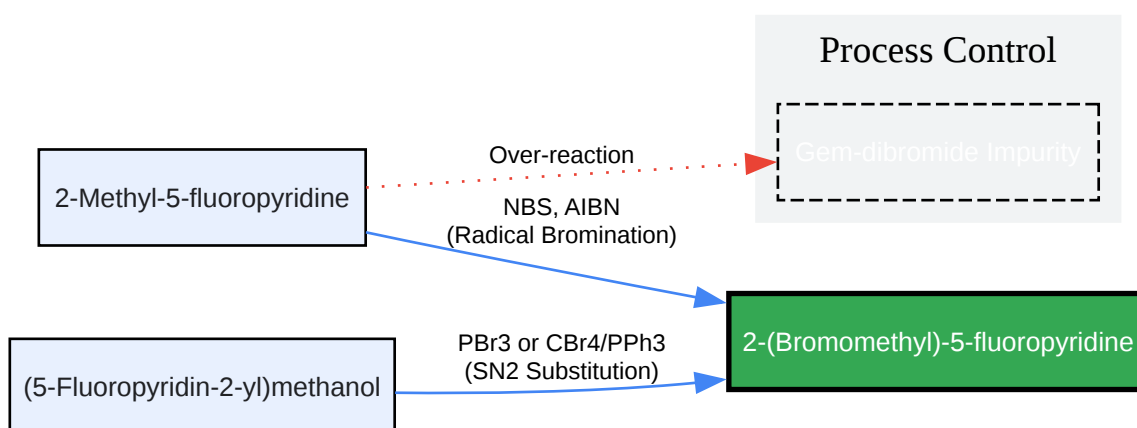 Process Control
Gem-dibromide Impurity
Over-reaction
2-Methyl-5-fluoropyridine
NBS, AIBN
(Radical Bromination)
2-(Bromomethyl)-5-fluoropyridine
PBr3 or CBr4/PPh3
(SN2 Substitution)
(5-Fluoropyridin-2-yl)methanol